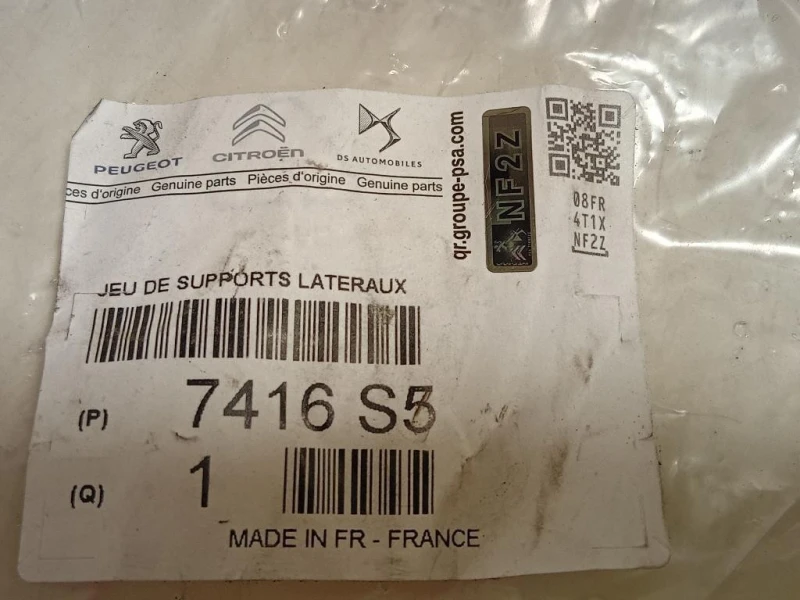 PEUGEOT CITROËN DS AUTOMOBILES
ces d'origine Genuine parts Pièces d'origine Genuine parts
qr.groupe-psa.com
NF2Z
08FR
4T1X
NF2Z
JEU DE SUPPORTS LATERAUX
(P) 7416
(Q) 1
MADE IN FR - FRANCE